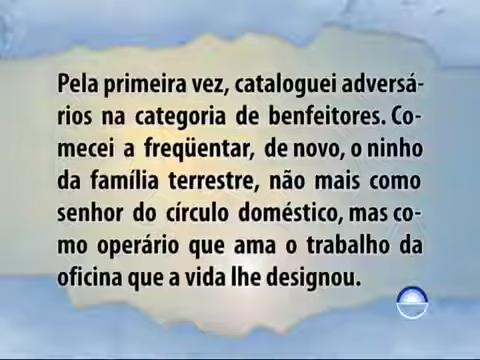 Pela primeira vez, cataloguei adversá-
rios na categoria de benfeitores. Co-
mecei a freqüentar, de novo, o ninho
da família terrestre, não mais como
senhor do círculo doméstico, mas co-
mo operário que ama o trabalho da
oficina que a vida lhe designou.